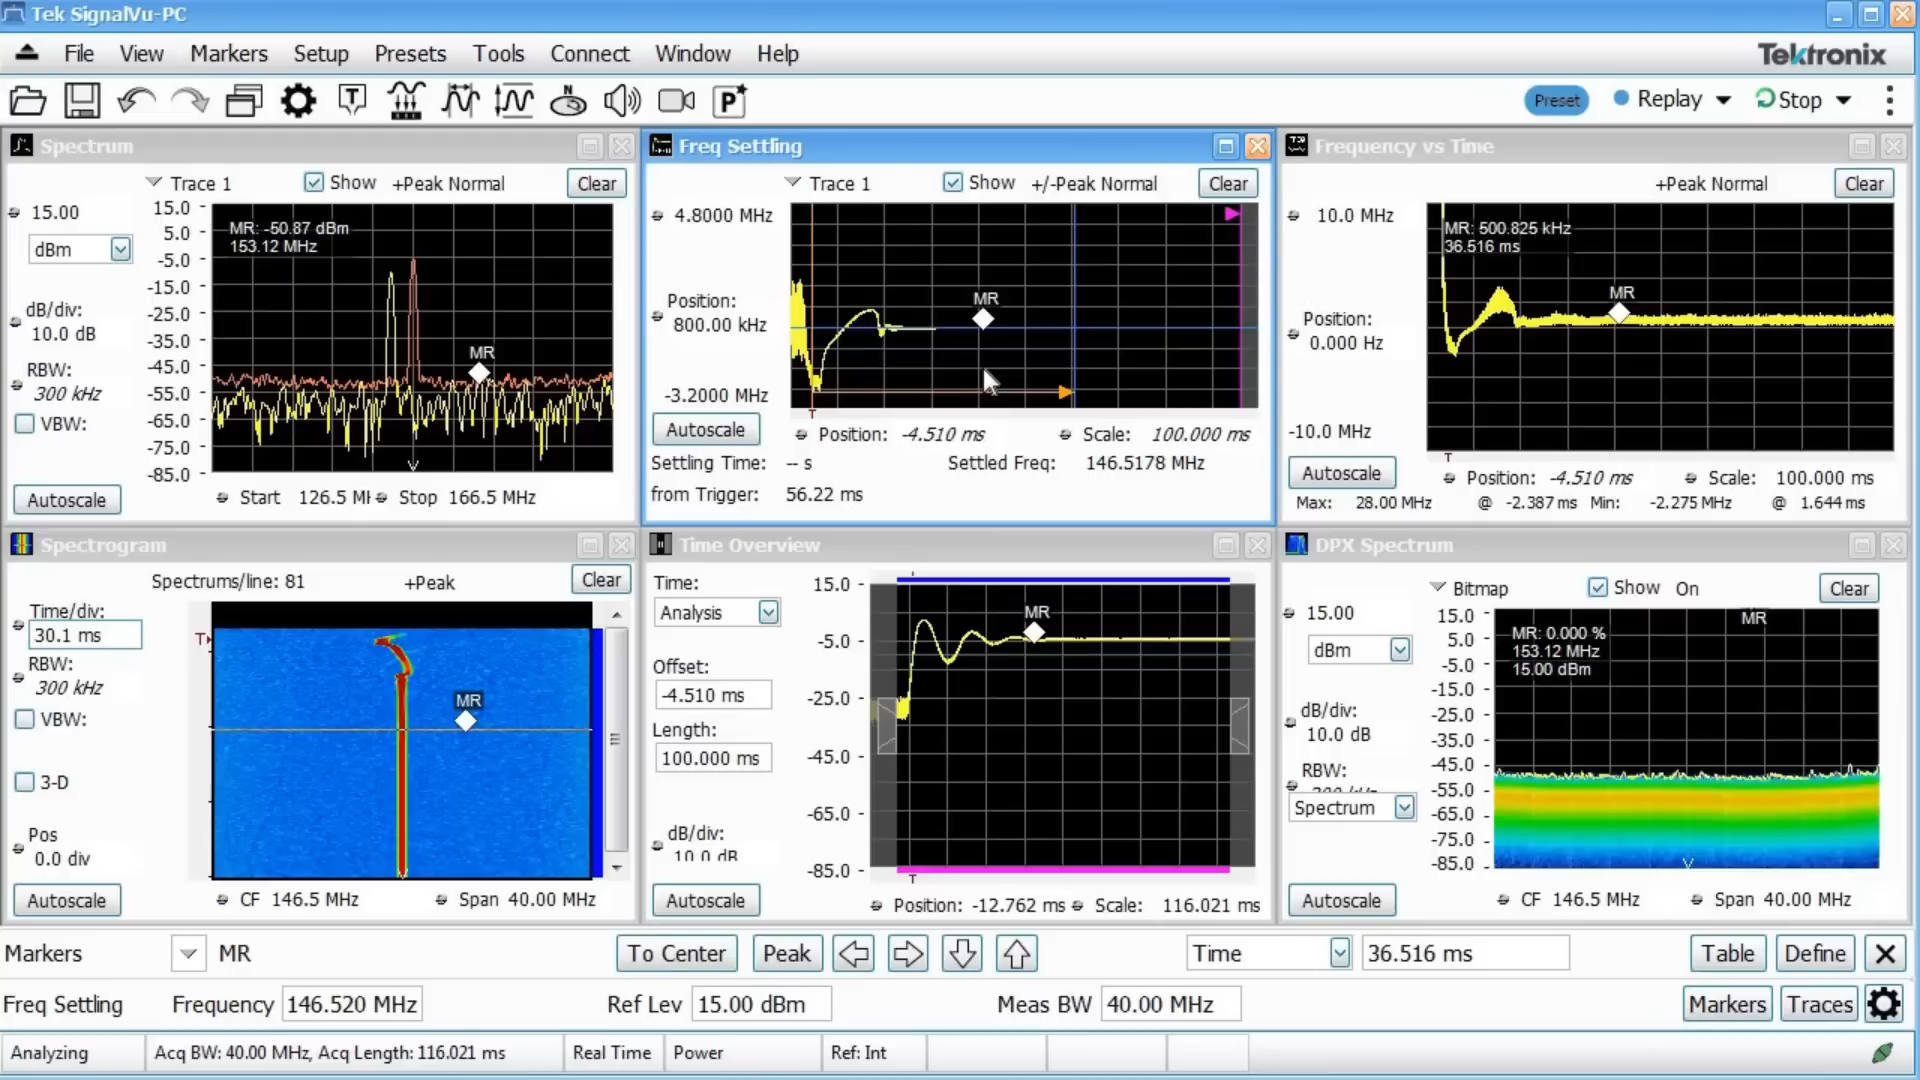 Tek SignalVu-PC
File View Markers Setup Presets Tools Connect Window Help
Tektronix
T P Preset Replay Stop
Spectrum
Trace 1 Show +Peak Normal Clear
15.00
dBm
dB/div:
10.0 dB
RBW:
300 kHz
VBW:
Autoscale
15.0
5.0
-5.0
-15.0
-25.0
-35.0
-45.0
-55.0
-65.0
-75.0
-85.0
MR: -50.87 dBm
153.12 MHz
MR
Start 126.5 MH Stop 166.5 MHz
Freq Settling
Trace 1 Show +/-Peak Normal Clear
4.8000 MHz
Position:
800.00 kHz
-3.2000 MHz
MR
T
Autoscale Position: -4.510 ms Scale: 100.000 ms
Settling Time: -- s Settled Freq: 146.5178 MHz
from Trigger: 56.22 ms
Frequency vs Time
+Peak Normal Clear
10.0 MHz
MR: 500.825 kHz
36.516 ms
MR
Position:
0.000 Hz
-10.0 MHz
T
Autoscale Position: -4.510 ms Scale: 100.000 ms
Max: 28.00 MHz @ -2.387 ms Min: -2.275 MHz @ 1.644 ms
Spectrogram
Spectrums/line: 81 +Peak Clear
Time/div:
30.1 ms
RBW:
300 kHz
VBW:
3-D
Pos
0.0 div
T
MR
Autoscale CF 146.5 MHz Span 40.00 MHz
Time Overview
Time:
Analysis
Offset:
-4.510 ms
Length:
100.000 ms
dB/div:
10.0 dB
15.0
-5.0
-25.0
-45.0
-65.0
-85.0
MR
T
Autoscale Position: -12.762 ms Scale: 116.021 ms
DPX Spectrum
Bitmap Show On Clear
15.00
dBm
dB/div:
10.0 dB
RBW:
Spectrum
15.0
5.0
-5.0
-15.0
-25.0
-35.0
-45.0
-55.0
-65.0
-75.0
-85.0
MR: 0.000 %
153.12 MHz
15.00 dBm
MR
Autoscale CF 146.5 MHz Span 40.00 MHz
Markers MR To Center Peak Time 36.516 ms Table Define
Freq Settling Frequency 146.520 MHz Ref Lev 15.00 dBm Meas BW 40.00 MHz Markers Traces
Analyzing Acq BW: 40.00 MHz, Acq Length: 116.021 ms Real Time Power Ref: Int